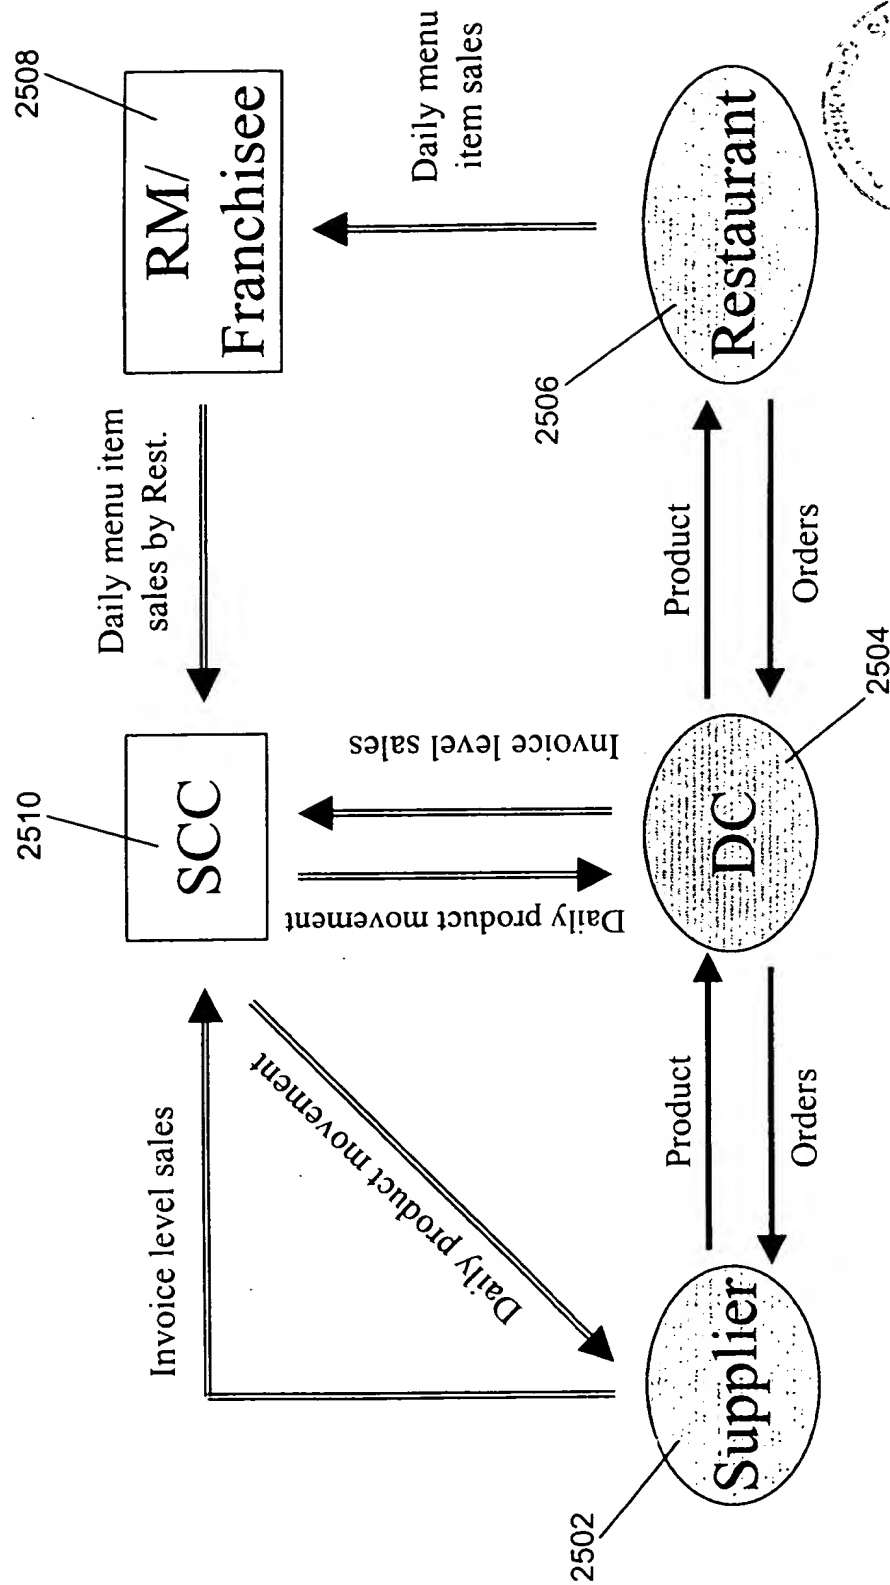 2510
2508
SCC
RM/
Franchisee
Daily menu item
sales by Rest.
Daily menu
item sales
Invoice level sales
Daily product movement
Daily product movement
Invoice level sales
2502
Supplier
Product
Orders
DC
2504
Product
Orders
2506
Restaurant